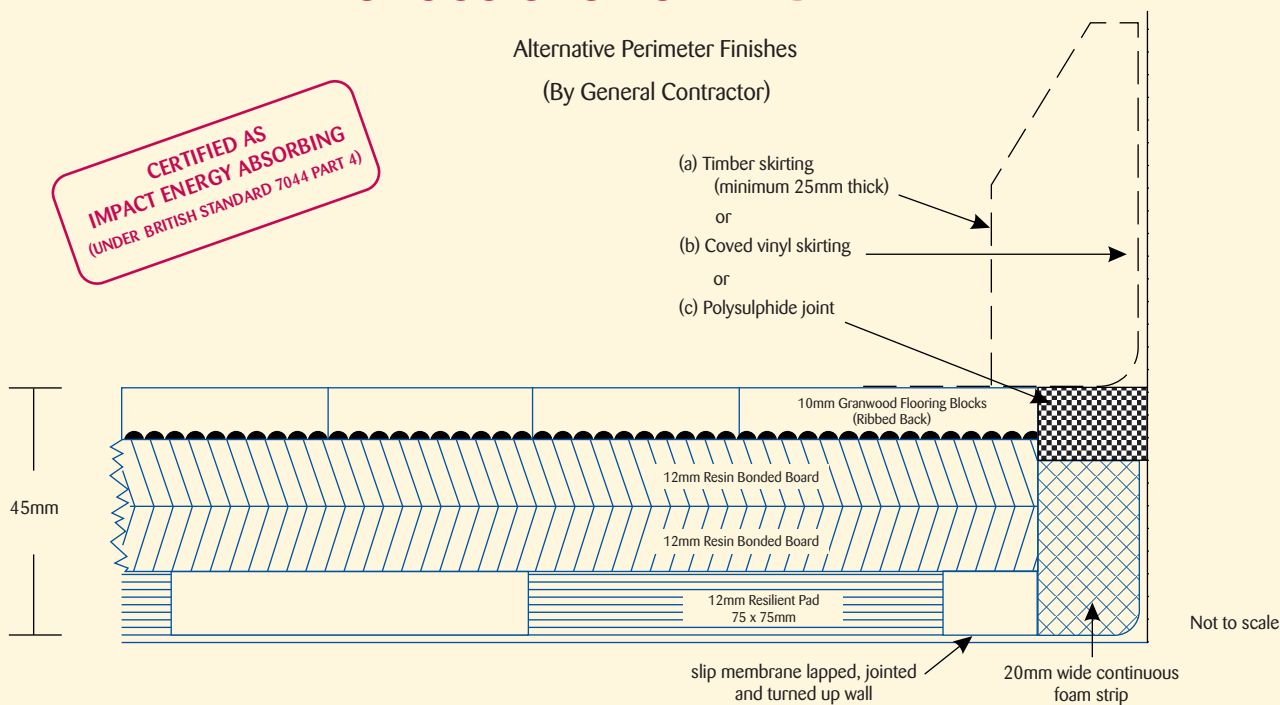 Alternative Perimeter Finishes
(By General Contractor)
CERTIFIED AS
IMPACT ENERGY ABSORBING
(UNDER BRITISH STANDARD 7044 PART 4)
(a) Timber skirting
(minimum 25mm thick)
or
(b) Coved vinyl skirting
or
(c) Polysulphide joint
10mm Granwood Flooring Blocks
(Ribbed Back)
12mm Resin Bonded Board
45mm
12mm Resin Bonded Board
12mm Resilient Pad
75 x 75mm
Not to scale
slip membrane lapped, jointed
and turned up wall
20mm wide continuous
foam strip